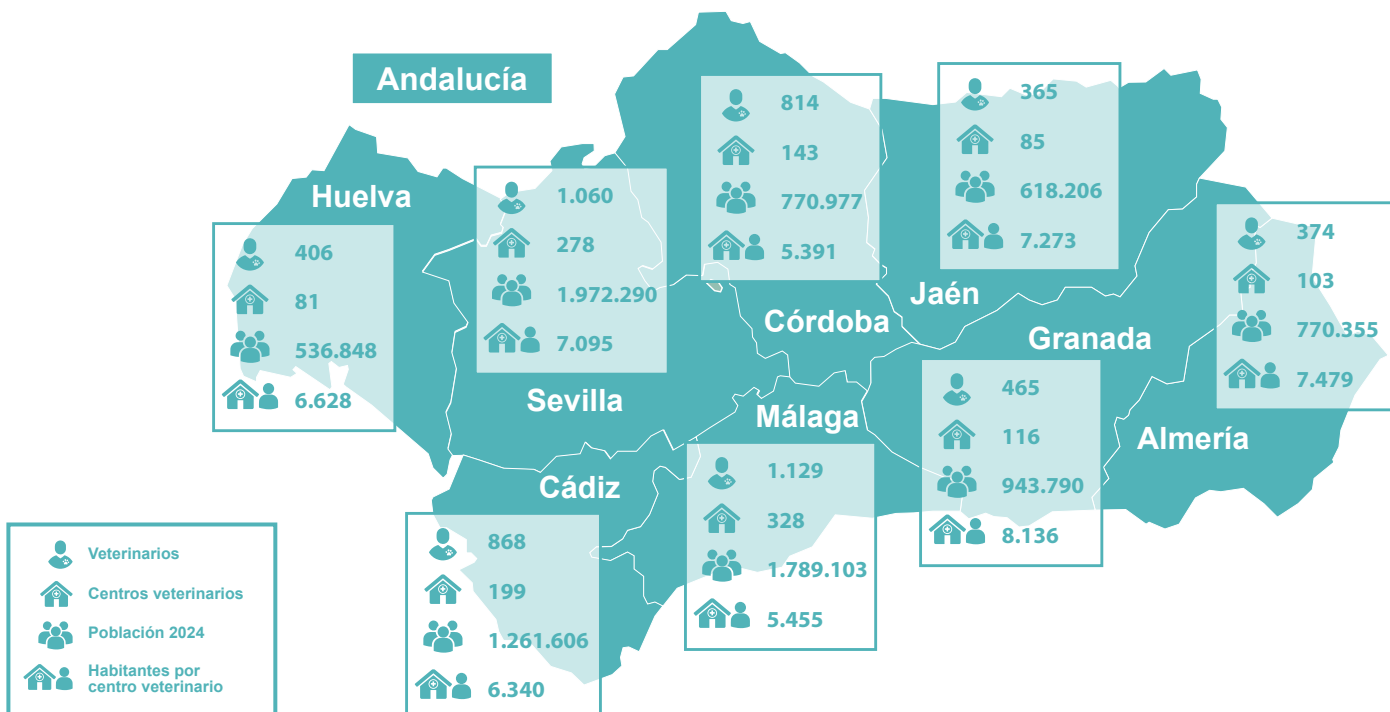 Andalucía
Huelva
406
81
536.848
6.628
1.060
278
1.972.290
7.095
Sevilla
814
143
770.977
5.391
Córdoba
365
85
618.206
7.273
Jaén
Granada
465
116
943.790
8.136
374
103
770.355
7.479
Almería
Málaga
1.129
328
1.789.103
5.455
Cádiz
868
199
1.261.606
6.340
Veterinarios
Centros veterinarios
Población 2024
Habitantes por
centro veterinario